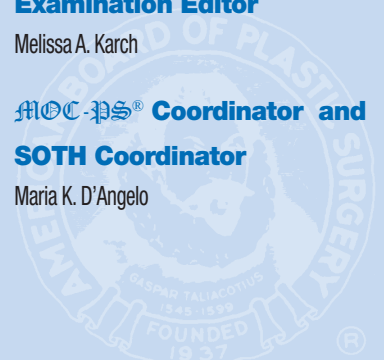 Examination Editor
Melissa A. Karch
MOC-PS® Coordinator and
SOTH Coordinator
Maria K. D'Angelo
AMERICAN BOARD OF PLASTIC SURGERY
GASPAR TALIACOTIUS
1545-1599
FOUNDED
1937
®